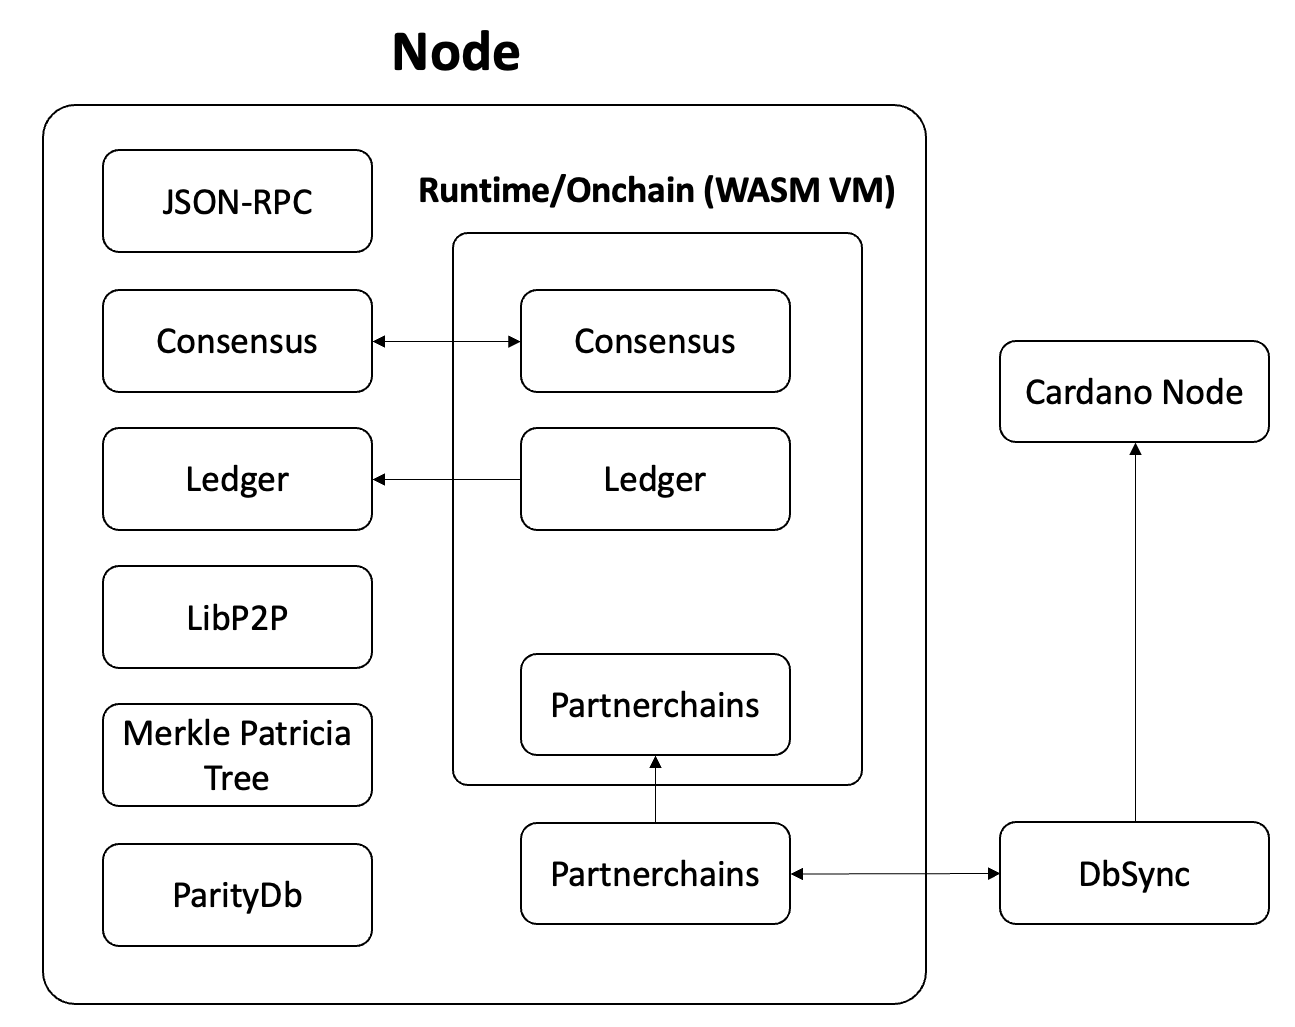 Node
JSON-RPC
Runtime/Onchain (WASM VM)
Consensus
Consensus
Cardano Node
Ledger
Ledger
LibP2P
Partnerchains
Merkle Patricia
Tree
Partnerchains
DbSync
ParityDb